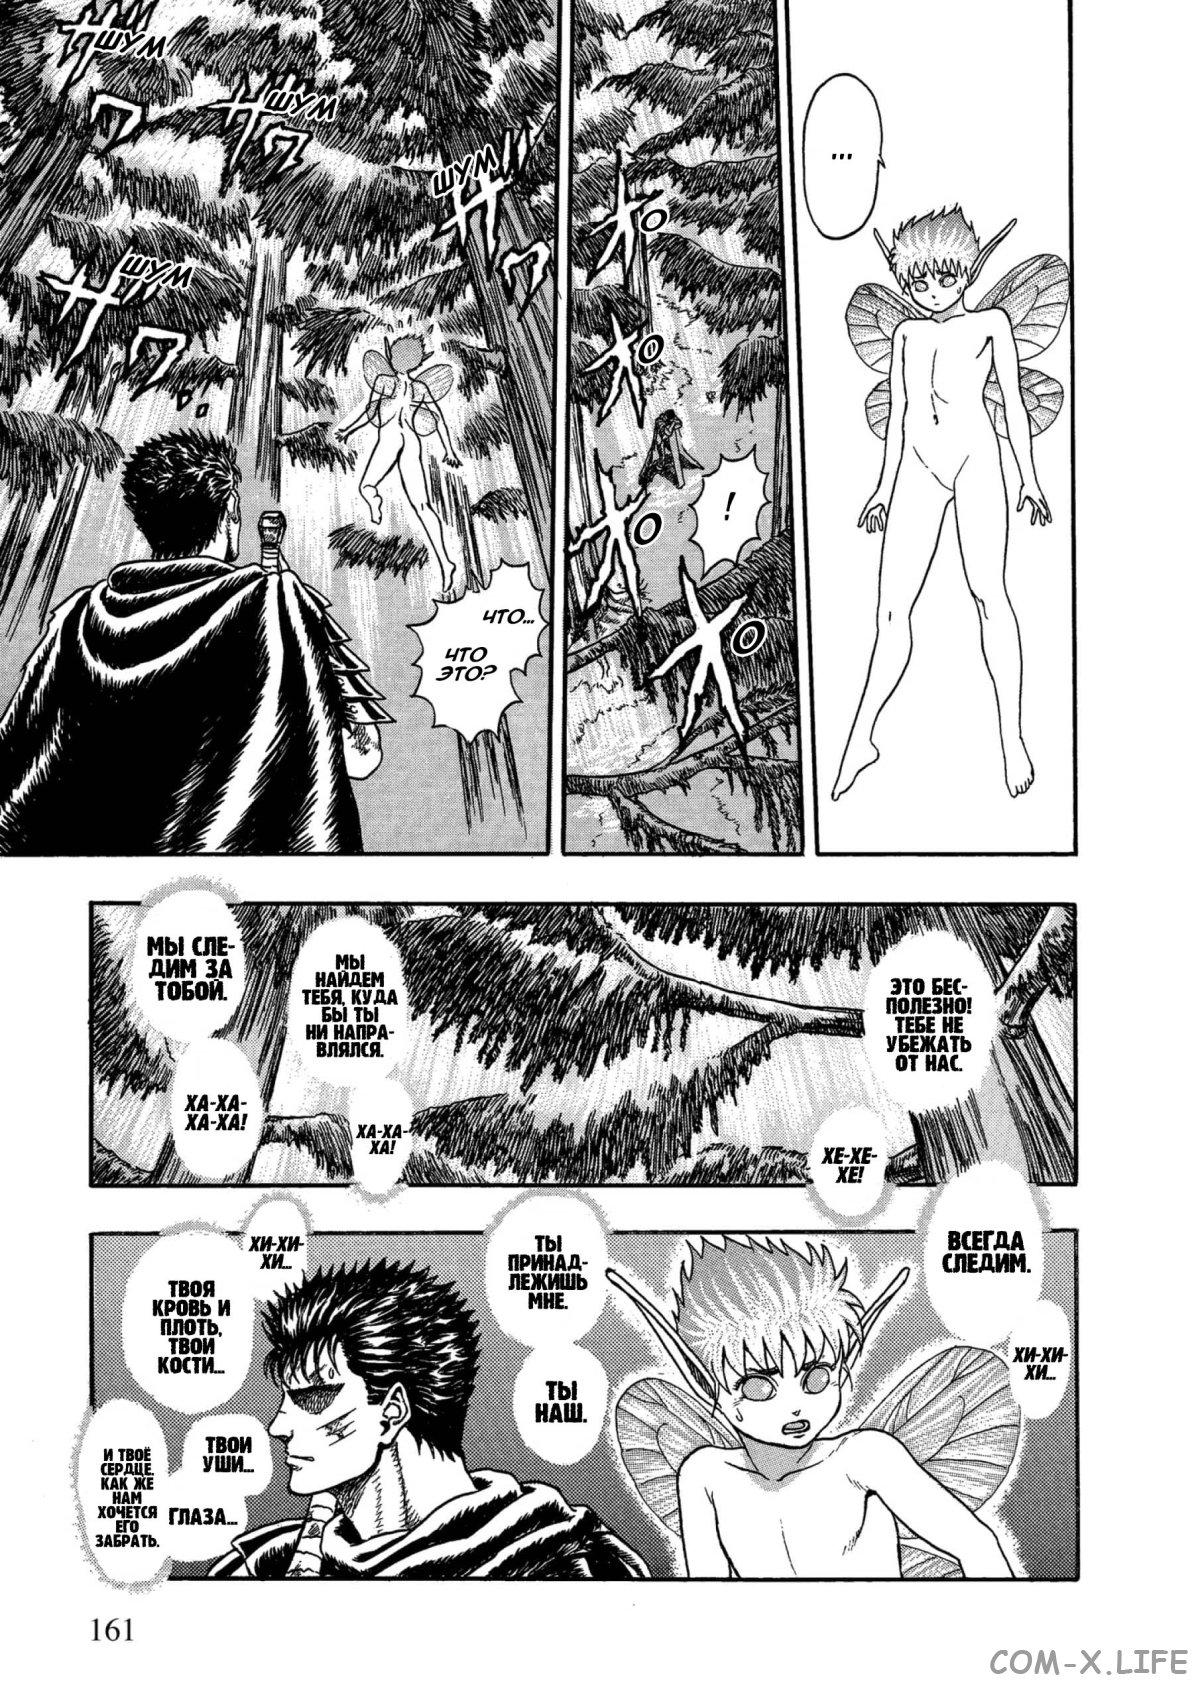 ...
О
О
О
О
!
ШУМ
ШУМ
ШУМ
ШУМ
ЧТО...
ЧТО
ЭТО?
ЭТО БЕС-
ПОЛЕЗНО!
ТЕБЕ НЕ
УБЕЖАТЬ
ОТ НАС.
ХЕ-ХЕ-
ХЕ!
МЫ
НАЙДЕМ
ТЕБЯ, КУДА
БЫ ТЫ
НИ НАПРА-
ВЛЯЛСЯ.
ХА-ХА-
ХА!
МЫ СЛЕ-
ДИМ ЗА
ТОБОЙ.
ХА-ХА-
ХА-ХА!
ВСЕГДА
СЛЕДИМ.
ХИ-ХИ-
ХИ...
ТЫ
ПРИНАД-
ЛЕЖИШЬ
МНЕ.
ТЫ
НАШ.
ХИ-ХИ-
ХИ...
ТВОЯ
КРОВЬ И
ПЛОТЬ,
ТВОИ
КОСТИ...
ТВОИ
УШИ...
ГЛАЗА...
И ТВОЁ
СЕРДЦЕ.
КАК ЖЕ
НАМ
ХОЧЕТСЯ
ЕГО
ЗАБРАТЬ.
161
COM-X.LIFE